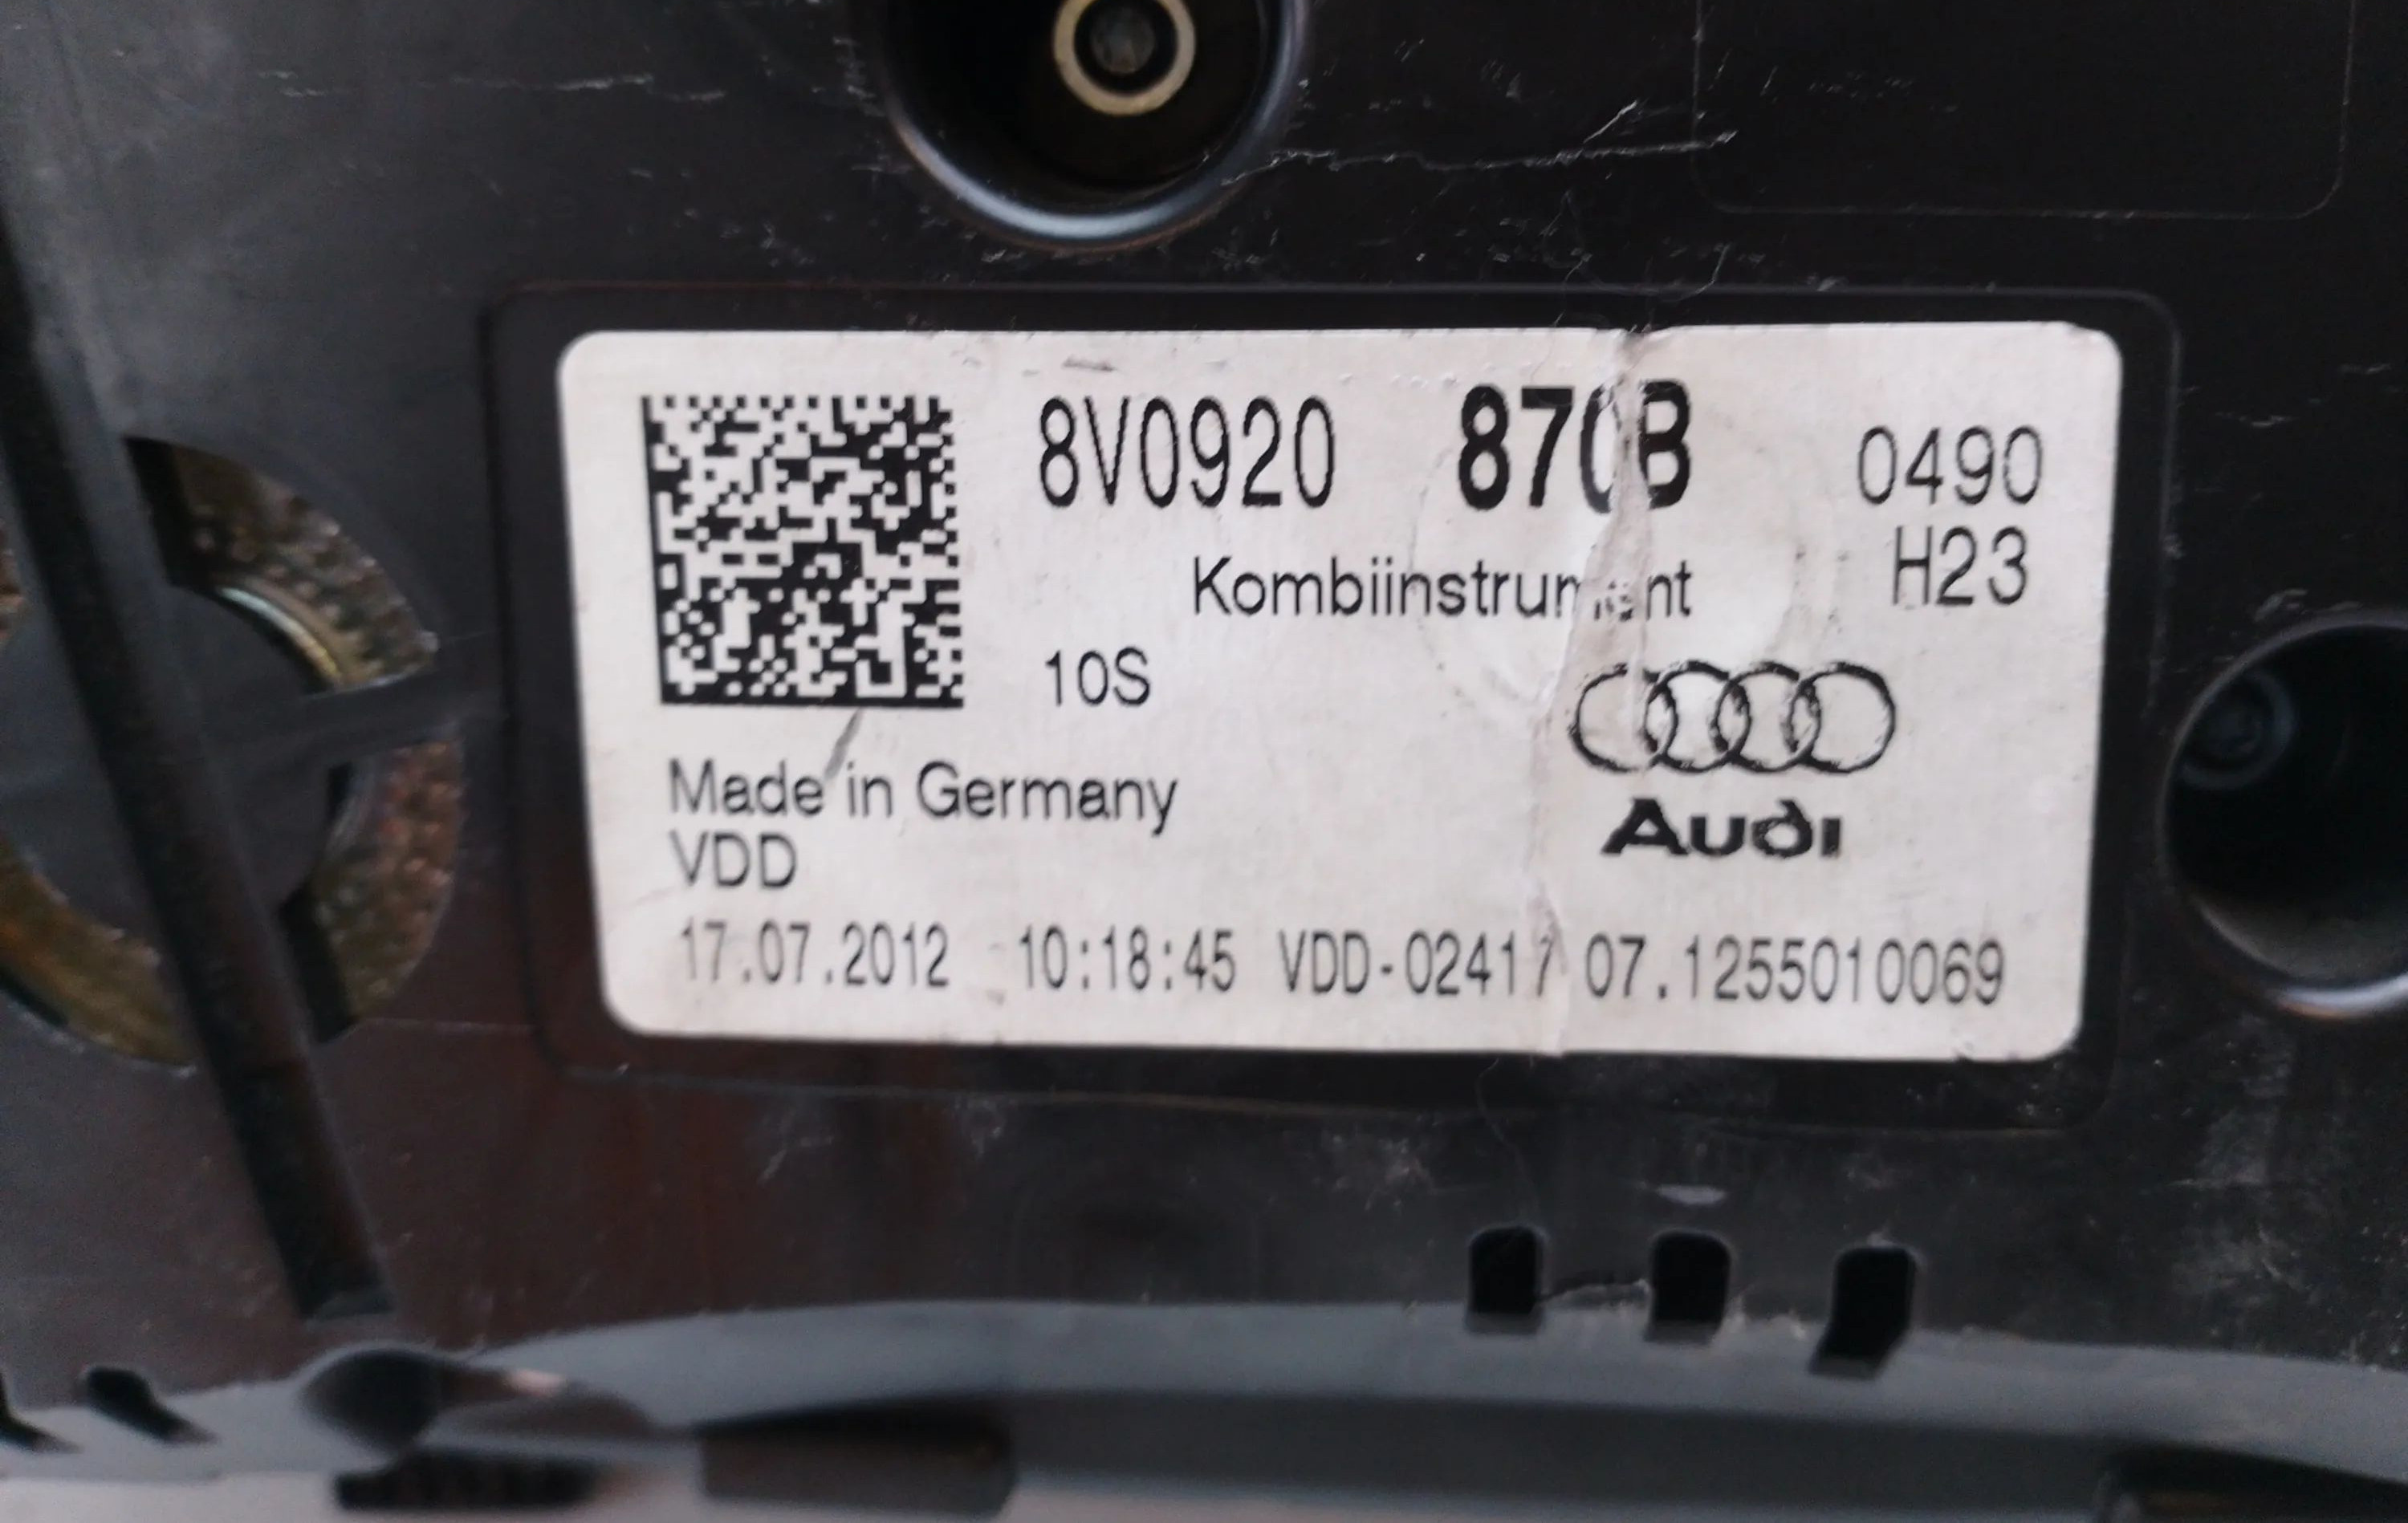 8V0920 870B 0490
Kombiinstrument H23
10S
Audi
Made in Germany
VDD
17.07.2012 10:18:45 VDD-02417 07.1255010069